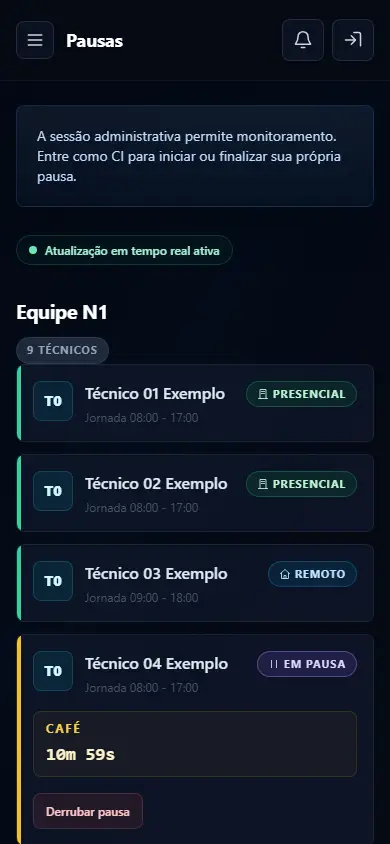 Pausas
A sessão administrativa permite monitoramento.
Entre como CI para iniciar ou finalizar sua própria
pausa.
Atualização em tempo real ativa
Equipe N1
9 TÉCNICOS
T0
Técnico 01 Exemplo
PRESENCIAL
Jornada 08:00 - 17:00
T0
Técnico 02 Exemplo
PRESENCIAL
Jornada 08:00 - 17:00
T0
Técnico 03 Exemplo
REMOTO
Jornada 09:00 - 18:00
T0
Técnico 04 Exemplo
EM PAUSA
Jornada 08:00 - 17:00
CAFÉ
10m 59s
Derrubar pausa